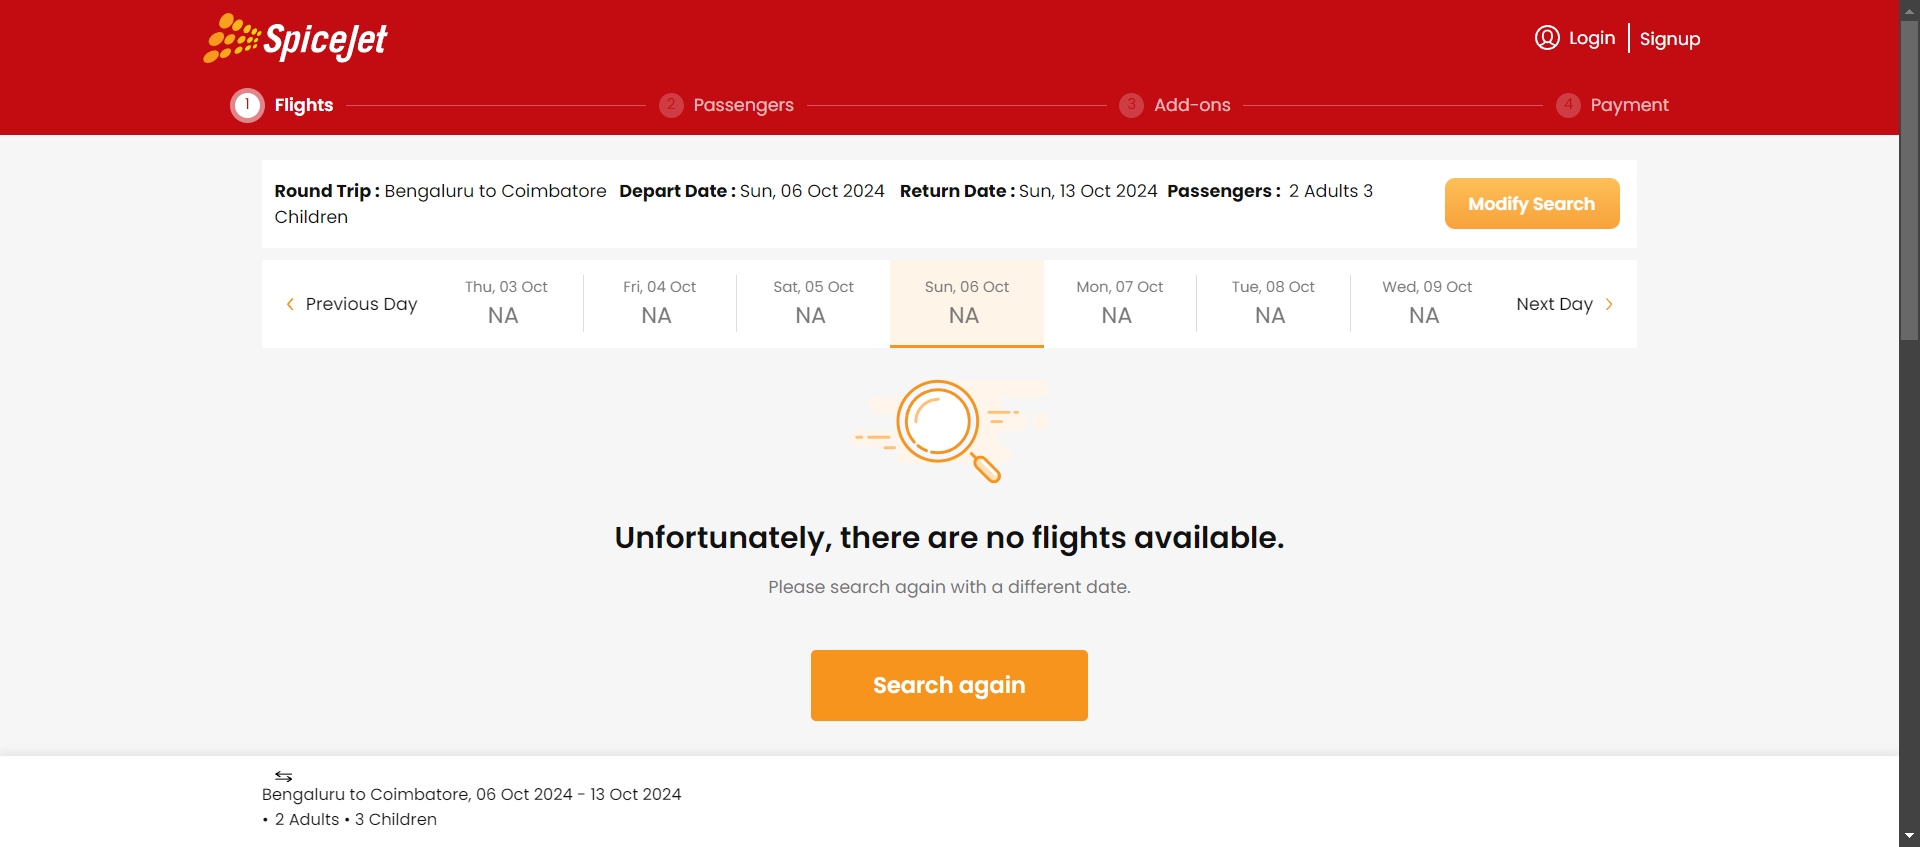 SpiceJet
Login
Signup
1 Flights
2 Passengers
3 Add-ons
4 Payment
Round Trip : Bengaluru to Coimbatore Depart Date : Sun, 06 Oct 2024 Return Date : Sun, 13 Oct 2024 Passengers : 2 Adults 3
Children
Modify Search
Previous Day
Thu, 03 Oct
NA
Fri, 04 Oct
NA
Sat, 05 Oct
NA
Sun, 06 Oct
NA
Mon, 07 Oct
NA
Tue, 08 Oct
NA
Wed, 09 Oct
NA
Next Day
Unfortunately, there are no flights available.
Please search again with a different date.
Search again
Bengaluru to Coimbatore, 06 Oct 2024 - 13 Oct 2024
• 2 Adults • 3 Children